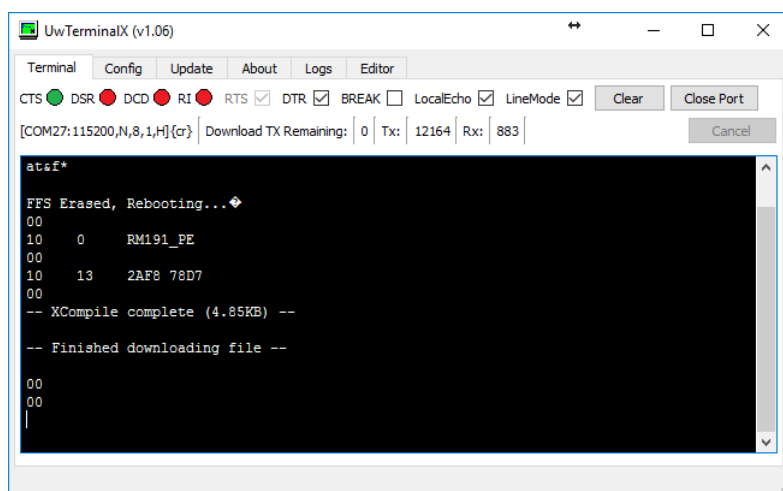 UwTerminalX (v1.06)
Terminal Config Update About Logs Editor
CTS DSR DCD RI RTS DTR BREAK LocalEcho LineMode Clear Close Port
[COM27:115200,N,8,1,H]{cr} Download TX Remaining: 0 Tx: 12164 Rx: 883 Cancel
at&f*
FFS Erased, Rebooting...�
00
10 0 RM191_PE
00
10 13 2AF8 78D7
00
-- XCompile complete (4.85KB) --
-- Finished downloading file --
00
00